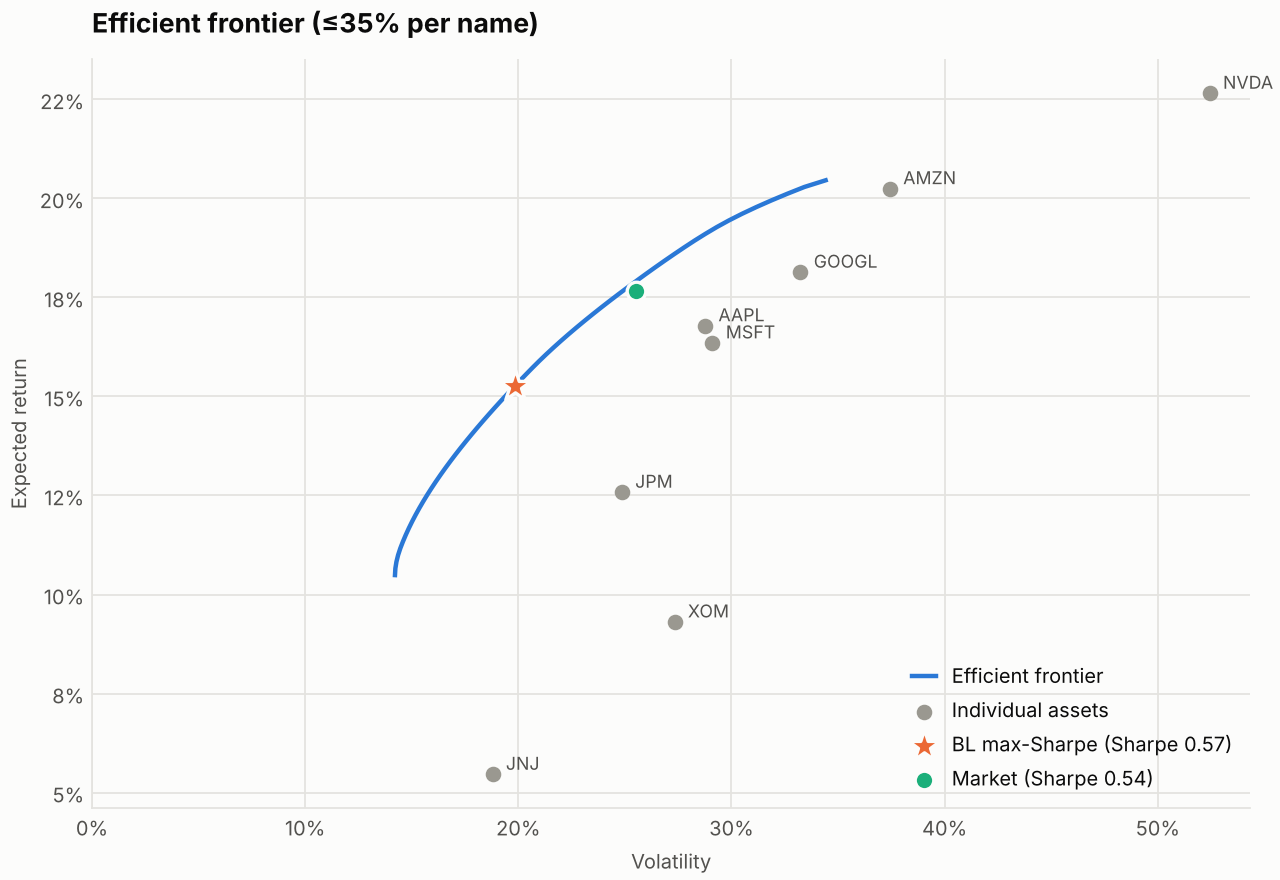 Efficient frontier (≤35% per name)
22%
20%
18%
15%
12%
10%
8%
5%
Expected return
NVDA
AMZN
GOOGL
AAPL
MSFT
JPM
XOM
JNJ
Efficient frontier
Individual assets
BL max-Sharpe (Sharpe 0.57)
Market (Sharpe 0.54)
0%
10%
20%
30%
40%
50%
Volatility